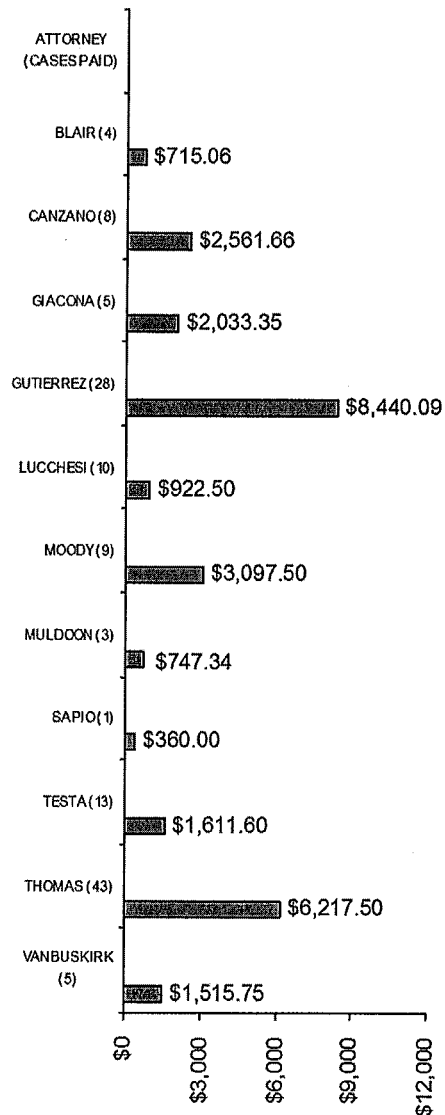 ATTORNEY
(CASES PAID)
BLAIR (4)
$715.06
CANZANO (8)
$2,561.66
GIACONA (5)
$2,033.35
GUTIERREZ (28)
$8,440.09
LUCCHESI (10)
$922.50
MOODY (9)
$3,097.50
MULDOON (3)
$747.34
SAPIO (1)
$360.00
TESTA (13)
$1,611.60
THOMAS (43)
$6,217.50
VANBUSKIRK
(5)
$1,515.75
$0
$3,000
$6,000
$9,000
$12,000